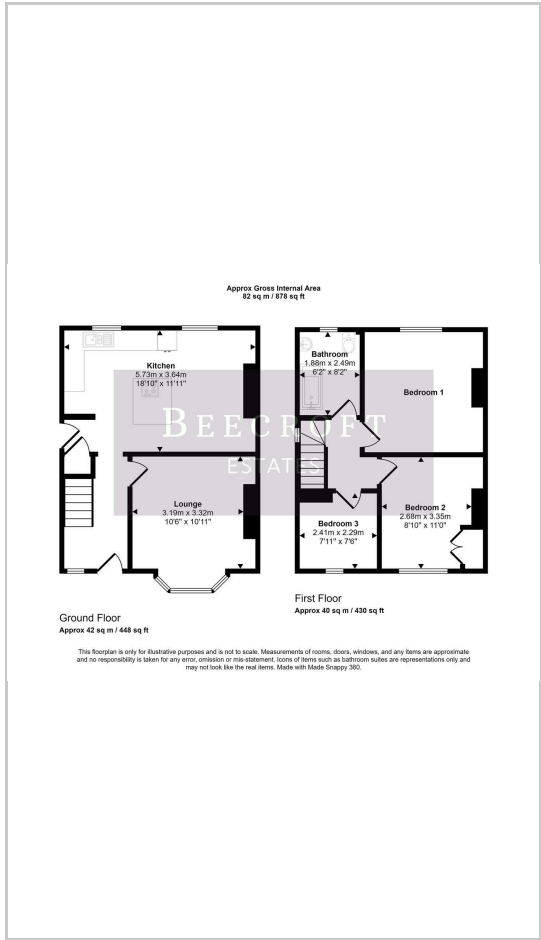 Approx Gross Internal Area
82 sq m / 878 sq ft
Kitchen
5.73m x 3.64m
18'10" x 11'11"
Bathroom
1.88m x 2.49m
6'2" x 8'2"
Bedroom 1
BEECROFT
ESTATES
Lounge
3.19m x 3.32m
10'6" x 10'11"
Bedroom 2
2.68m x 3.35m
8'10" x 11'0"
Bedroom 3
2.41m x 2.29m
7'11" x 7'6"
Ground Floor
Approx 42 sq m / 448 sq ft
First Floor
Approx 40 sq m / 430 sq ft
This floorplan is only for illustrative purposes and is not to scale. Measurements of rooms, doors, windows, and any items are approximate
and no responsibility is taken for any error, omission or mis-statement. Icons of items such as bathroom suites are representations only and
may not look like the real items. Made with Made Snappy 360.